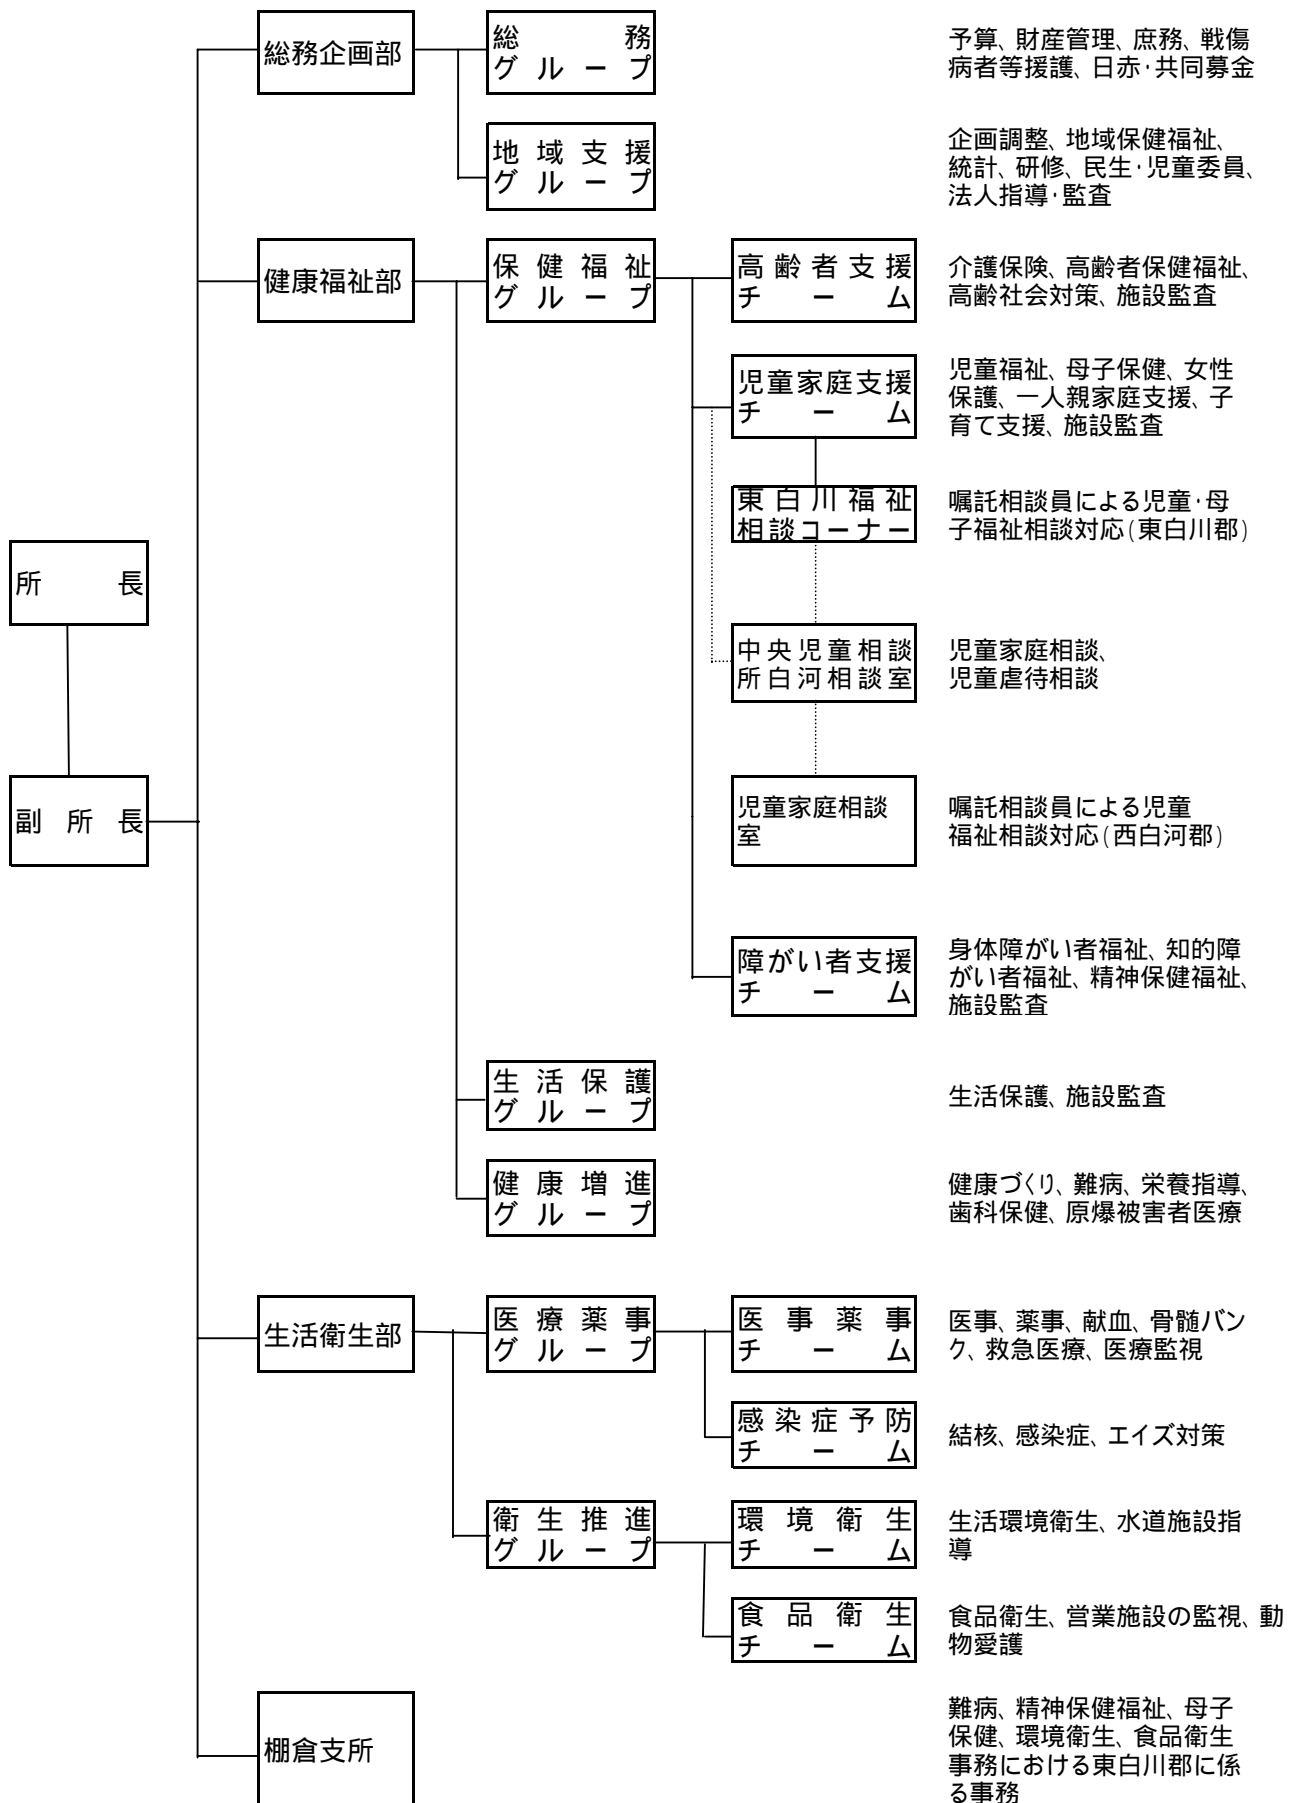 総務企画部
総務
グループ
予算、財産管理、庶務、戦傷
病者等援護、日赤・共同募金
地域支援
グループ
企画調整、地域保健福祉、
統計、研修、民生・児童委員、
法人指導・監査
健康福祉部
保健福祉
グループ
高齢者支援
チーム
介護保険、高齢者保健福祉、
高齢社会対策、施設監査
児童家庭支援
チーム
児童福祉、母子保健、女性
保護、一人親家庭支援、子
育て支援、施設監査
東白川福祉
相談コーナー
嘱託相談員による児童・母
子福祉相談対応(東白川郡)
所長
中央児童相談
所白河相談室
児童家庭相談、
児童虐待相談
副所長
児童家庭相談
室
嘱託相談員による児童
福祉相談対応(西白河郡)
障がい者支援
チーム
身体障がい者福祉、知的障
がい者福祉、精神保健福祉、
施設監査
生活保護
グループ
生活保護、施設監査
健康増進
グループ
健康づくり、難病、栄養指導、
歯科保健、原爆被害者医療
生活衛生部
医療薬事
グループ
医事薬事
チーム
医事、薬事、献血、骨髄バン
ク、救急医療、医療監視
感染症予防
チーム
結核、感染症、エイズ対策
衛生推進
グループ
環境衛生
チーム
生活環境衛生、水道施設指
導
食品衛生
チーム
食品衛生、営業施設の監視、動
物愛護
棚倉支所
難病、精神保健福祉、母子
保健、環境衛生、食品衛生
事務における東白川郡に係
る事務